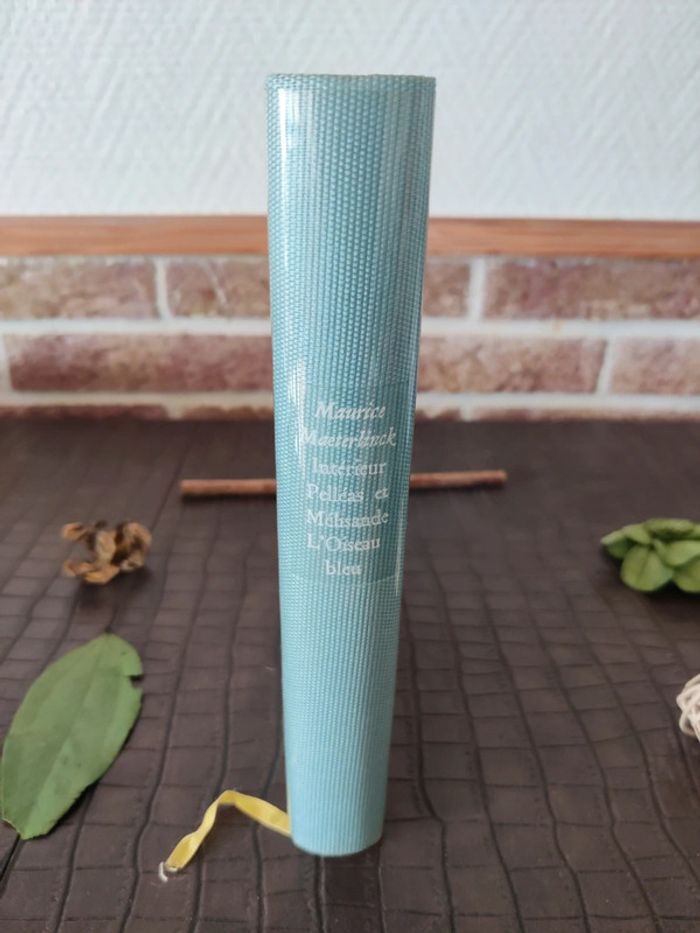 Maurice
Maeterlinck
Intérieur
Pelléas et
Mélisande
L'Oiseau
bleu